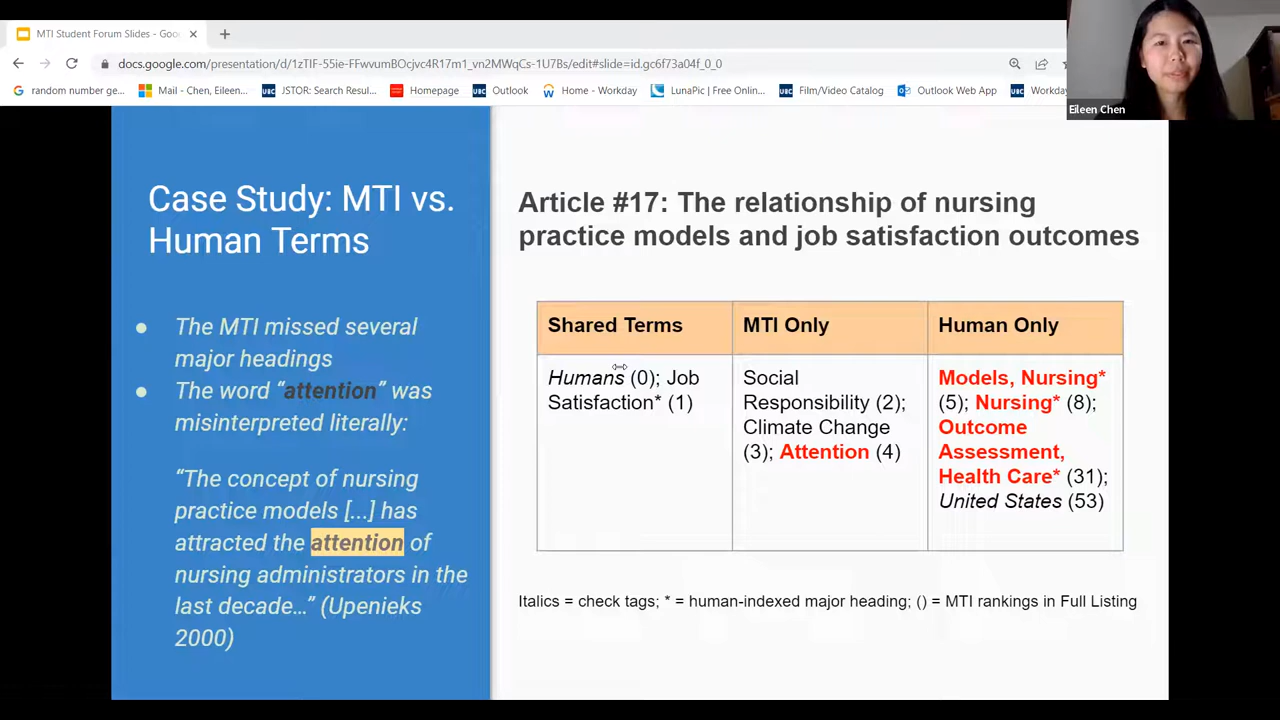 MTI Student Forum Slides - Goo
docs.google.com/presentation/d/1zTIF-55ie-FFwvumBOcjvc4R17m1_vn2MWqCs-1U7Bs/edit#slide=id.gc6f73a04f_0_0
random number ge... Mail - Chen, Eileen... JSTOR: Search Resul... Homepage Outlook Home - Workday LunaPic | Free Onlin... Film/Video Catalog Outlook Web App Workda
Eileen Chen
Case Study: MTI vs.
Human Terms
● The MTI missed several
major headings
● The word “attention” was
misinterpreted literally:
“The concept of nursing
practice models [...] has
attracted the attention of
nursing administrators in the
last decade…” (Upenieks
2000)
Article #17: The relationship of nursing
practice models and job satisfaction outcomes
Shared Terms
Humans (0); Job
Satisfaction* (1)
MTI Only
Social
Responsibility (2);
Climate Change
(3); Attention (4)
Human Only
Models, Nursing*
(5); Nursing* (8);
Outcome
Assessment,
Health Care* (31);
United States (53)
Italics = check tags; * = human-indexed major heading; () = MTI rankings in Full Listing